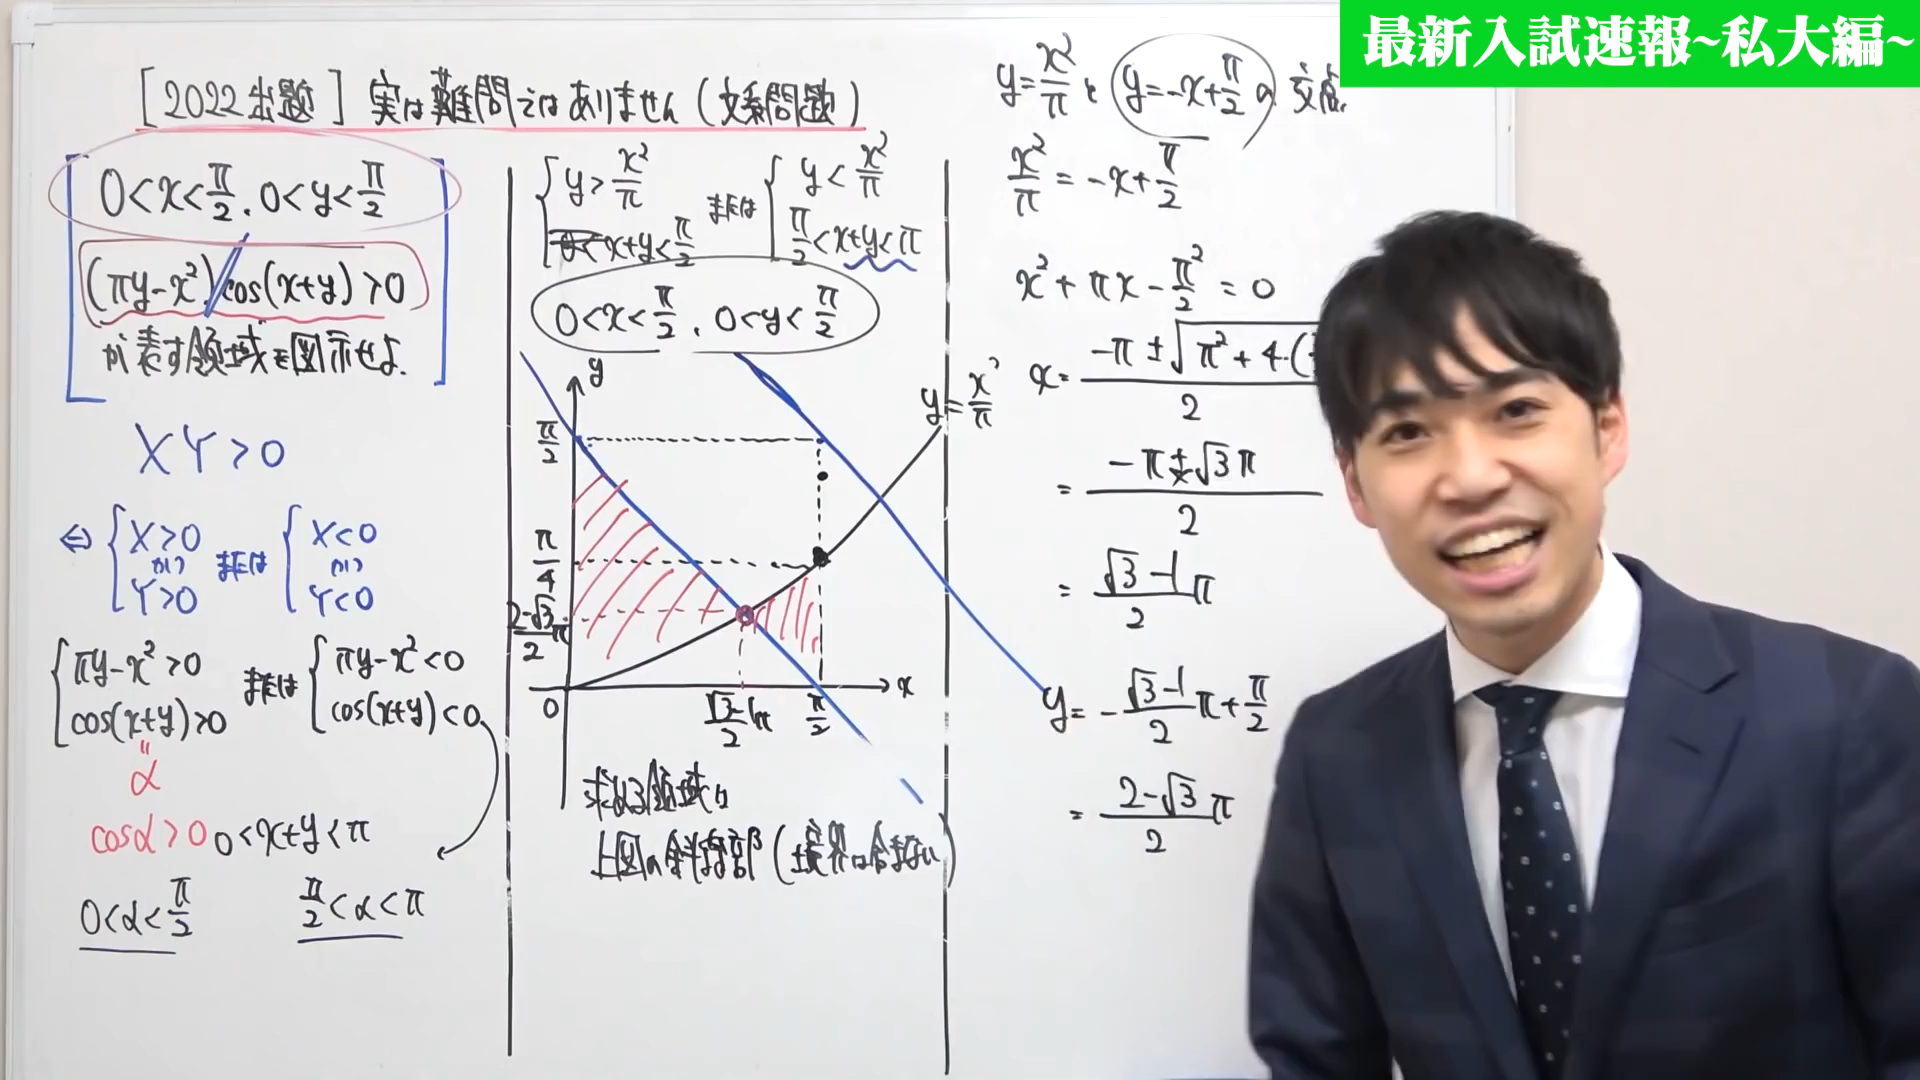 最新入試速報~私大編~
[2022出題] 実は難問ではありません(文系問題)
0<x<π/2, 0<y<π/2
(πy-x²)cos(x+y)>0
が表す領域を図示せよ.
XY>0
⇔ {X>0 かつ Y>0 または {X<0 かつ Y<0
{πy-x²>0 cos(x+y)>0 または {πy-x²<0 cos(x+y)<0
"
α
cosα>0 0<x+y<π
0<α<π/2 π/2<α<π
{y>x²/π x+y<π/2 または {y<x²/π π/2<x+y<π
0<x<π/2, 0<y<π/2
y
y=x²/π
π/2
π/4
2-√3/2 π
0
√3-1/2 π
π/2
x
求める領域は
上図の斜線部(境界は含まない)
y=x²/π と y=-x+π/2 の交点
x²/π=-x+π/2
x²+πx-π²/2=0
x=-π±√π²+4·(
2
=-π±√3π/2
=√3-1/2 π
y=-√3-1/2 π+π/2
=2-√3/2 π